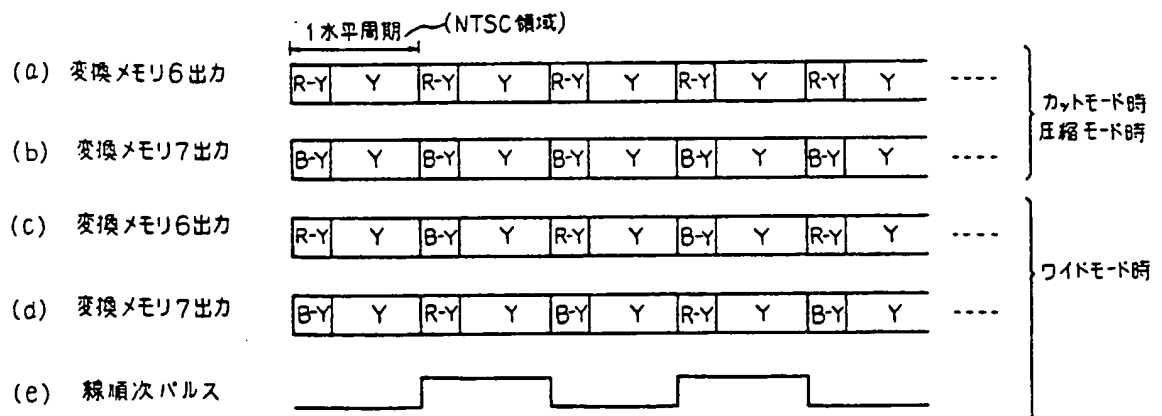 1水平周期 (NTSC領域)
(a) 変換メモリ6出力 R-Y Y R-Y Y R-Y Y R-Y Y R-Y Y ----
カットモード時
圧縮モード時
(b) 変換メモリ7出力 B-Y Y B-Y Y B-Y Y B-Y Y B-Y Y ----
(c) 変換メモリ6出力 R-Y Y B-Y Y R-Y Y B-Y Y R-Y Y ----
ワイドモード時
(d) 変換メモリ7出力 B-Y Y R-Y Y B-Y Y R-Y Y B-Y Y ----
(e) 線順次パルス